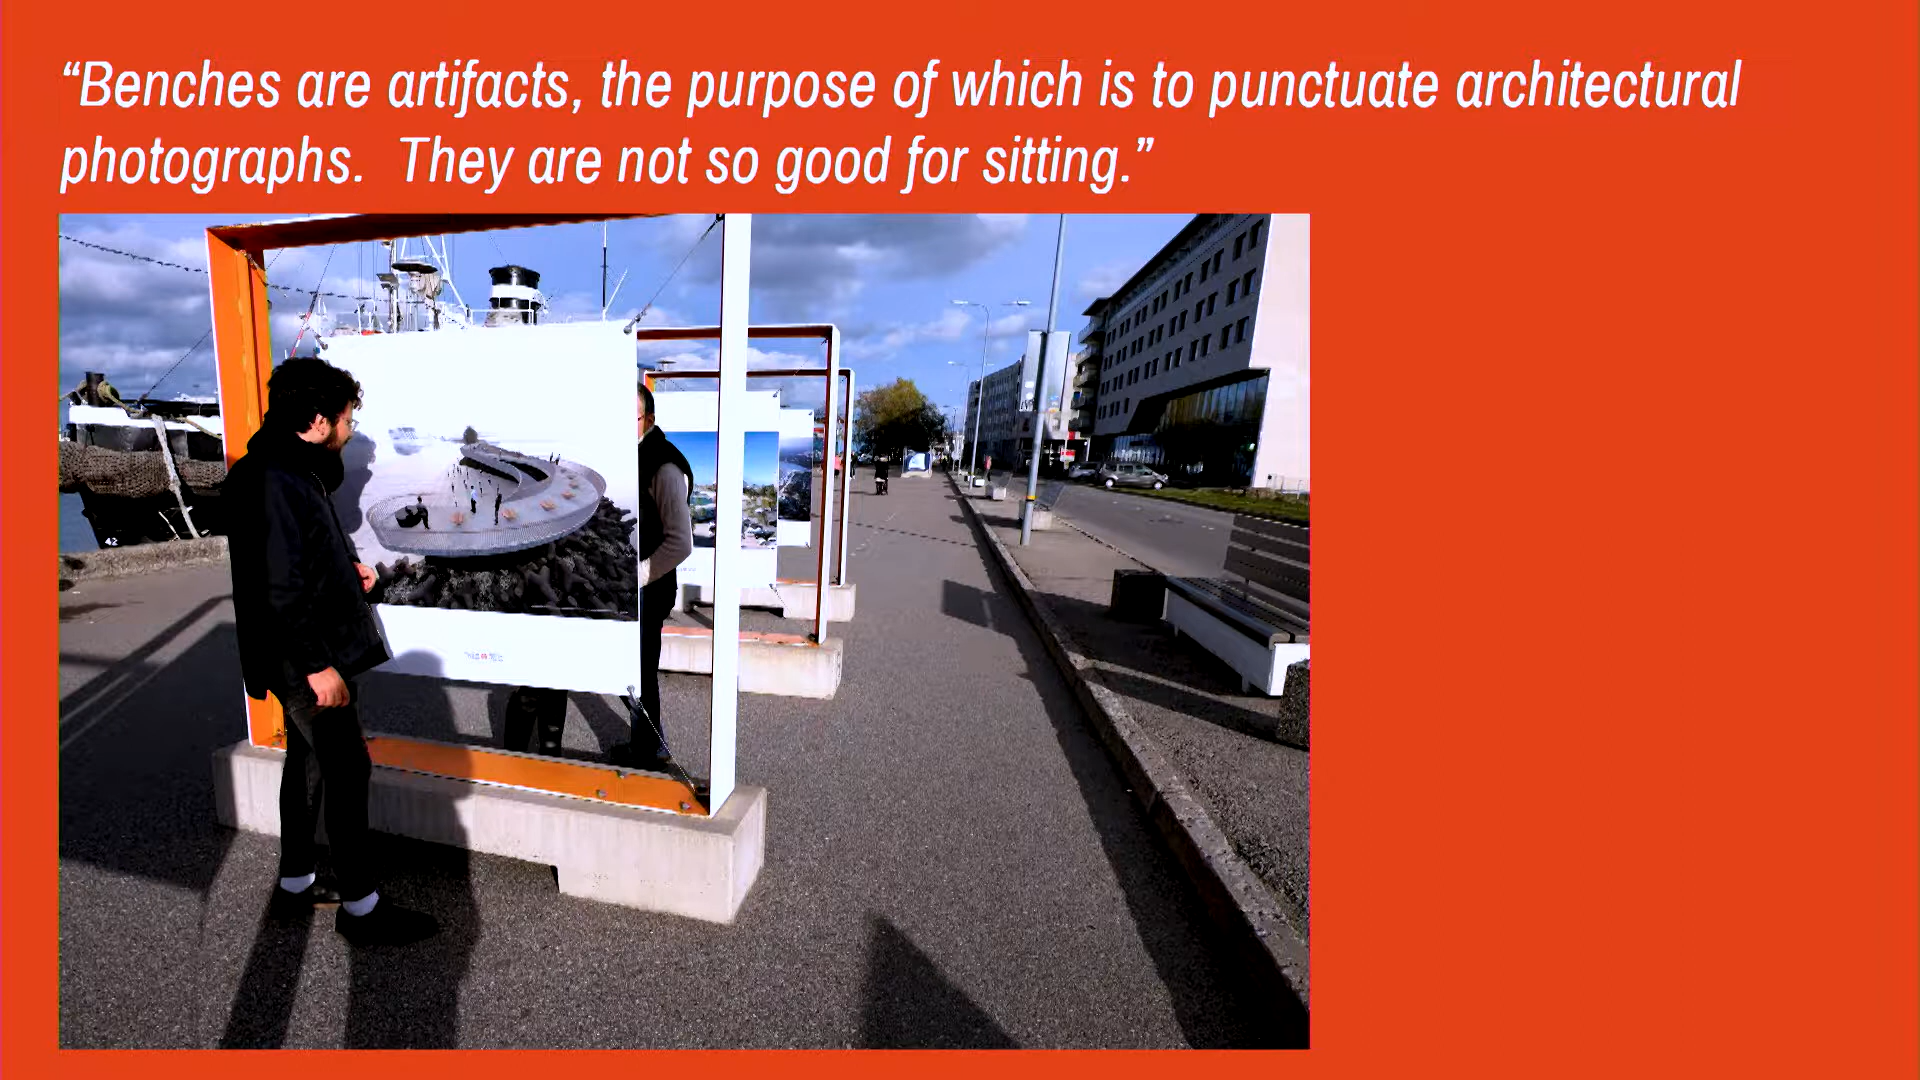 “Benches are artifacts, the purpose of which is to punctuate architectural
photographs.  They are not so good for sitting.”
42